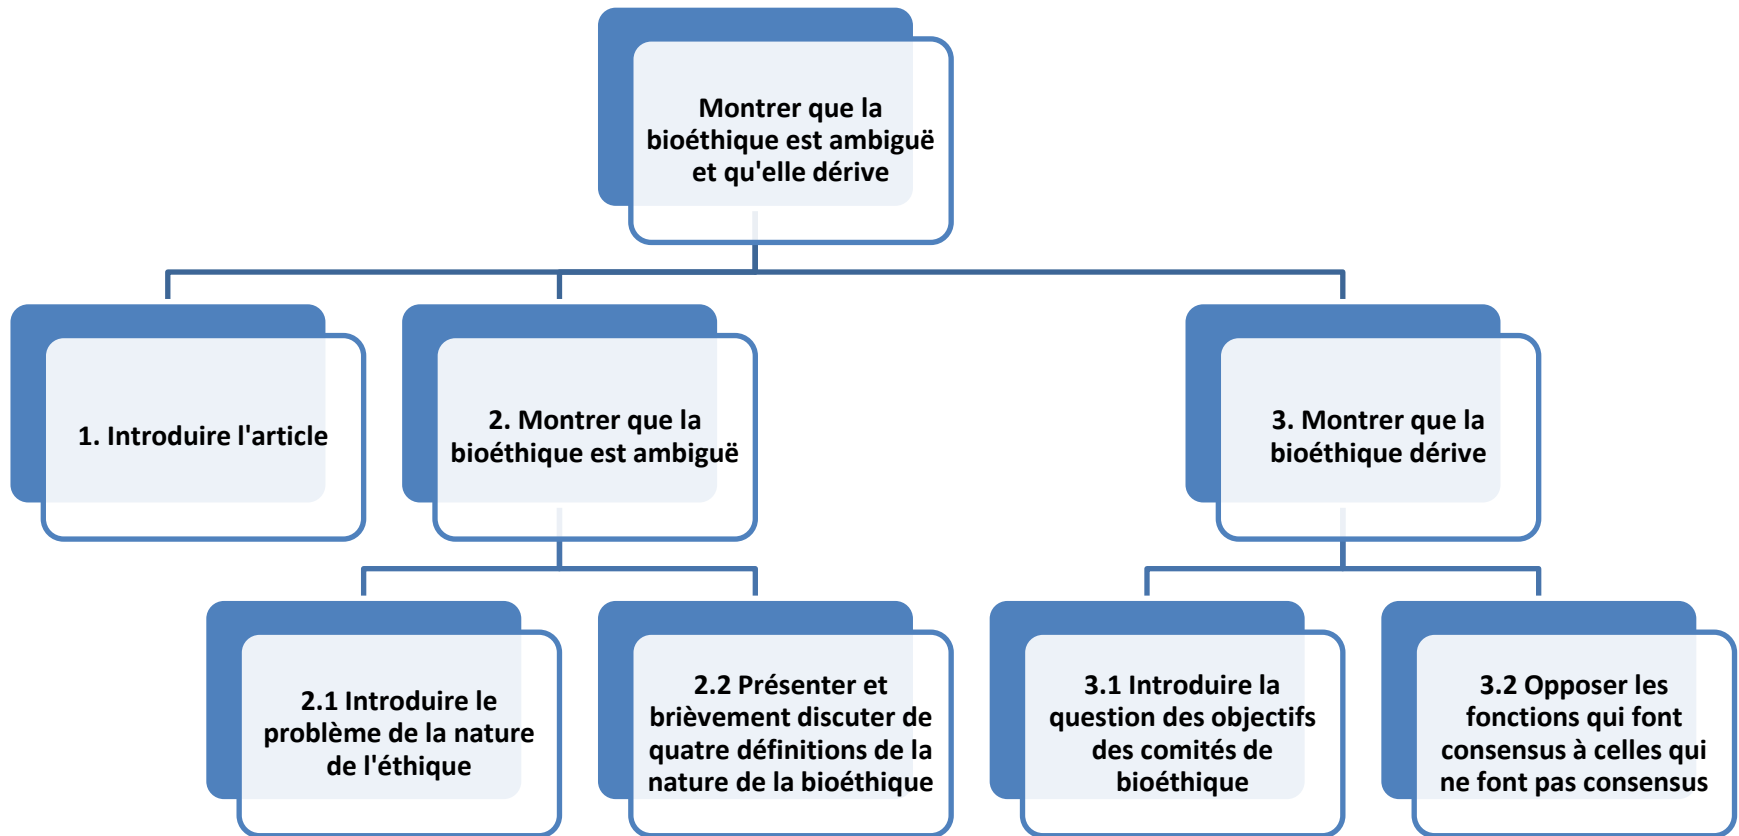 Montrer que la
bioéthique est ambiguë
et qu'elle dérive
1. Introduire l'article
2. Montrer que la
bioéthique est ambiguë
3. Montrer que la
bioéthique dérive
2.1 Introduire le
problème de la nature
de l'éthique
2.2 Présenter et
brièvement discuter de
quatre définitions de la
nature de la bioéthique
3.1 Introduire la
question des objectifs
des comités de
bioéthique
3.2 Opposer les
fonctions qui font
consensus à celles qui
ne font pas consensus